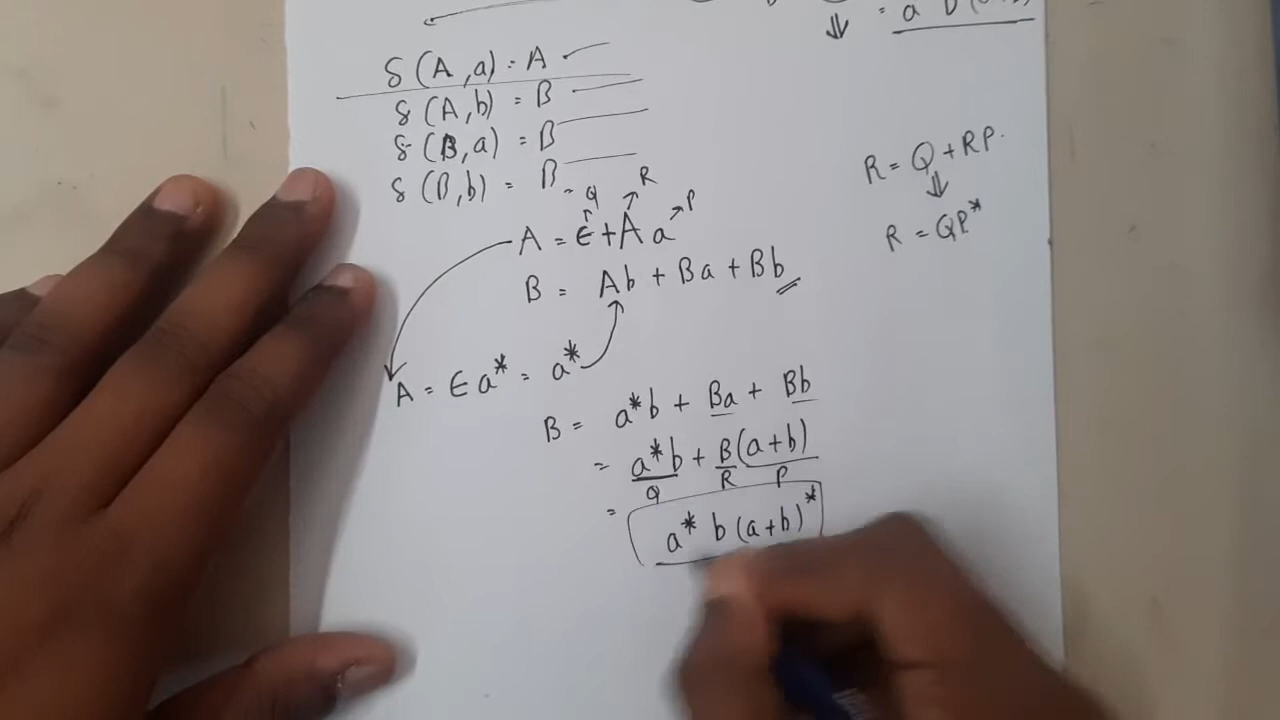 δ(A,a) = A
δ(A,b) = B
δ(B,a) = B
δ(B,b) = B
Q R P
A = ε + A a
B = Ab + Ba + Bb
R = Q + RP.
⇓
R = QP*
A = ε a* = a*
B = a*b + Ba + Bb
= a*b + B(a+b)
Q R P
= a* b (a+b)*